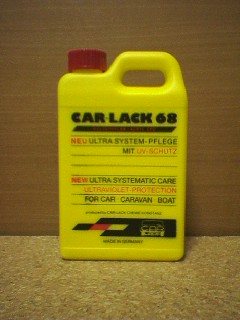 CAR-LACK 68
NEU ULTRA-SYSTEM-PFLEGE
MIT UV-SCHUTZ
NEW ULTRA SYSTEMATIC CARE
ULTRAVIOLET-PROTECTION
FOR CAR CARAVAN BOAT
MADE IN GERMANY